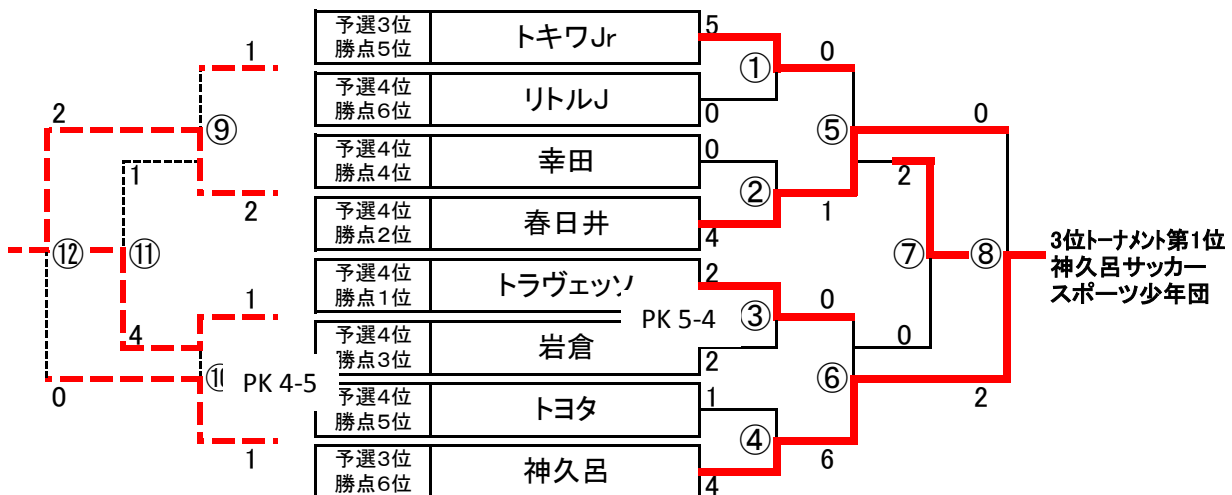 予選3位
勝点5位
トキワJr
5
1
①
0
予選4位
勝点6位
リトルJ
0
2
⑨
⑤
0
予選4位
勝点4位
幸田
0
1
2
②
2
1
予選4位
勝点2位
春日井
4
⑫
⑪
⑦
⑧
3位トーナメント第1位
神久呂サッカー
スポーツ少年団
予選4位
勝点1位
トラヴェッソ
2
1
PK 5-4
③
0
4
予選4位
勝点3位
岩倉
2
0
PK 4-5
⑥
0
2
予選4位
勝点5位
トヨタ
1
④
6
1
予選3位
勝点6位
神久呂
4